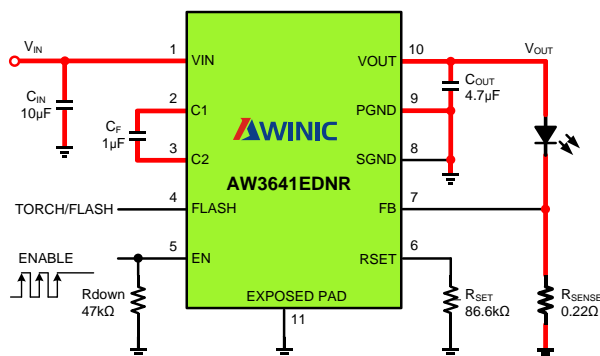 VIN
CIN
10µF
1
VIN
2
C1
CF
1µF
3
C2
TORCH/FLASH
4
FLASH
ENABLE
5
EN
Rdown
47kΩ
AWINIC
AW3641EDNR
EXPOSED PAD
11
VOUT
10
VOUT
COUT
4.7µF
PGND
9
SGND
8
FB
7
RSET
6
RSET
86.6kΩ
RSENSE
0.22Ω